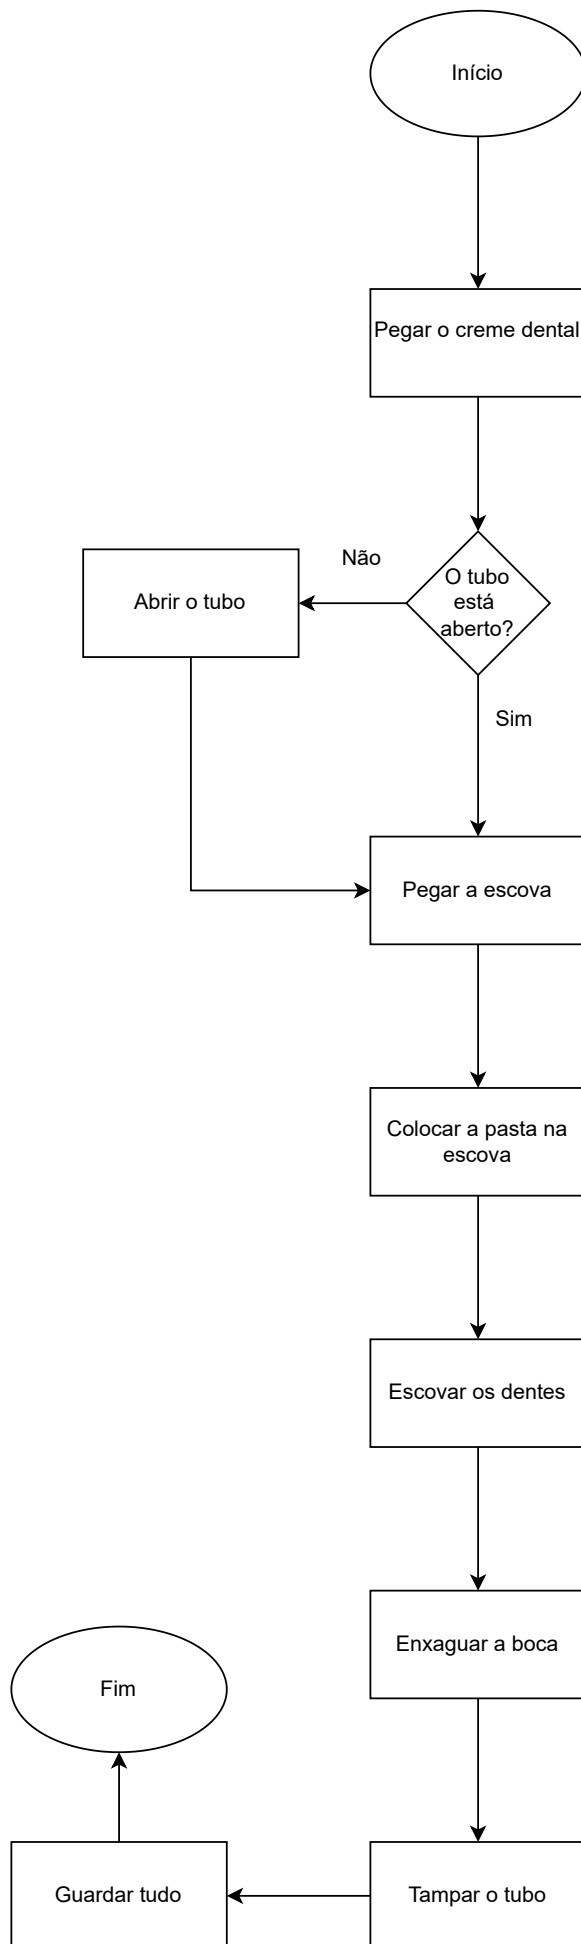 Início
Pegar o creme dental
Não
O tubo
está
aberto?
Abrir o tubo
Sim
Pegar a escova
Colocar a pasta na
escova
Escovar os dentes
Enxaguar a boca
Fim
Guardar tudo
Tampar o tubo